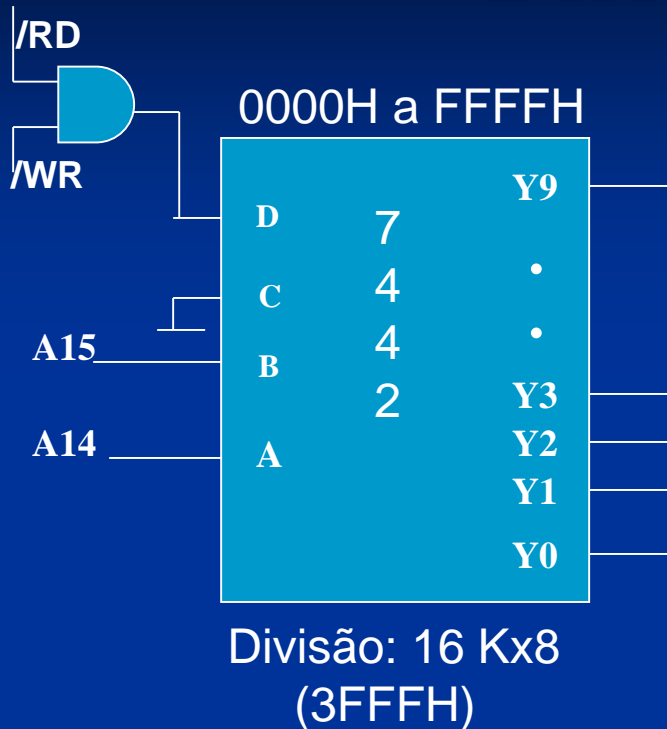 /RD
/WR
0000H a FFFFH
D
C
B
A
A15
A14
7
4
4
2
Y9
Y3
Y2
Y1
Y0
Divisão: 16 Kx8
(3FFFH)